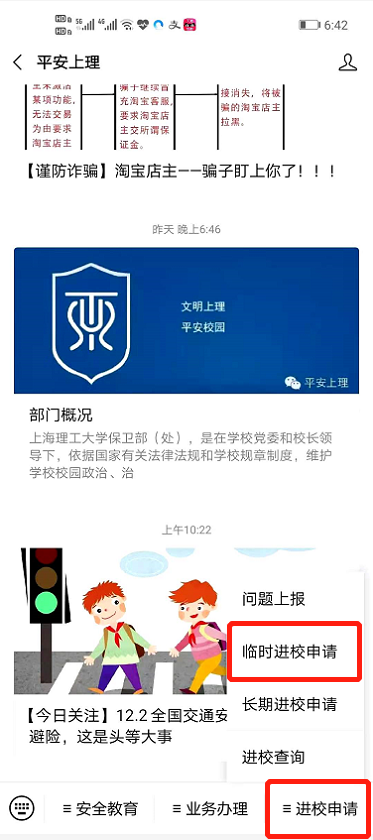 HD 5G 4G 支 6:42
平安上理
某项功能,
无法交易
为由要求
淘宝店主
骗子继续冒
充淘宝客服,
要求淘宝店
主交所谓保
证金。
接消失，将被
骗的淘宝店主
拉黑。
【谨防诈骗】淘宝店主——骗子盯上你了！！！
昨天 晚上6:46
文明上理
平安校园
平安上理
部门概况
上海理工大学保卫部（处），是在学校党委和校长领
导下，依据国家有关法律法规和学校规章制度，维护
学校校园政治、治
上午10:22
【今日关注】12.2 全国交通安
避险，这是头等大事
问题上报
临时进校申请
长期进校申请
进校查询
≡ 安全教育
≡ 业务办理
≡ 进校申请